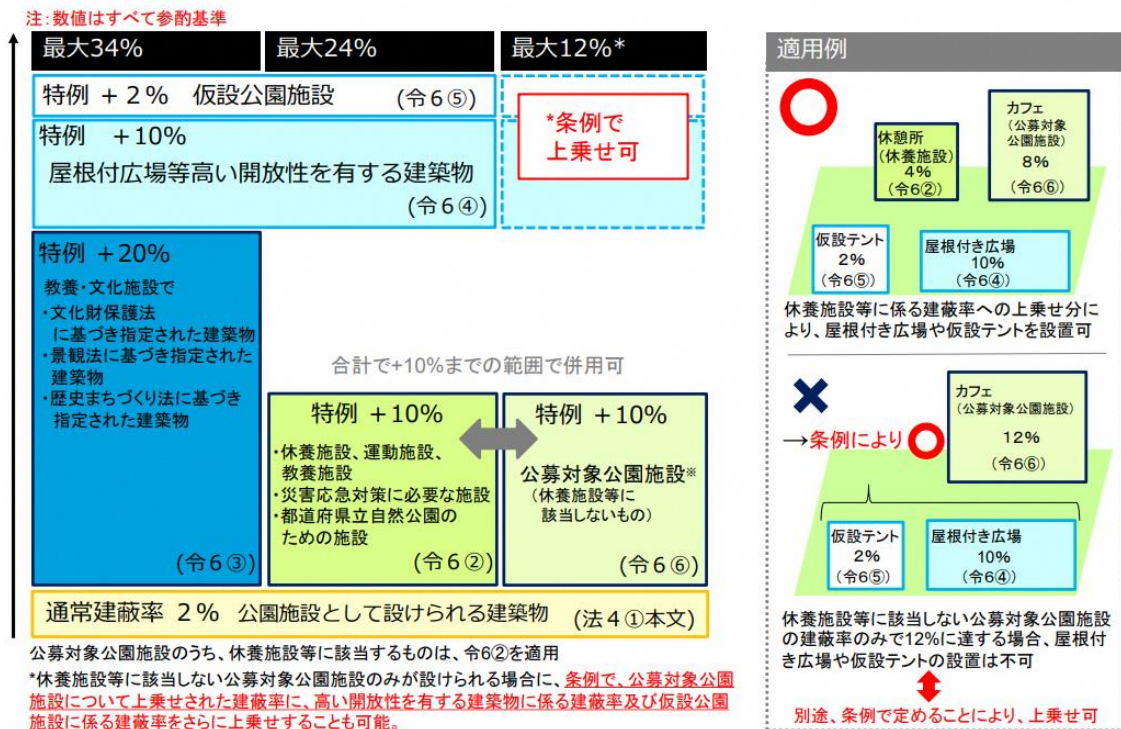 注：数値はすべて参酌基準
最大34%
最大24%
最大12%*
特例 +２% 仮設公園施設 (令６⑤)
特例 +10%
屋根付広場等高い開放性を有する建築物
(令６④)
*条例で
上乗せ可
特例 +20%
教養・文化施設で
・文化財保護法
に基づき指定された建築物
・景観法に基づき指定された
建築物
・歴史まちづくり法に基づき
指定された建築物
(令６③)
合計で+10%までの範囲で併用可
特例 +10%
・休養施設、運動施設、
教養施設
・災害応急対策に必要な施設
・都道府県立自然公園の
ための施設
(令６②)
特例 +10%
公募対象公園施設※
（休養施設等に
該当しないもの）
(令６⑥)
通常建蔽率 ２% 公園施設として設けられる建築物 (法４①本文)
公募対象公園施設のうち、休養施設等に該当するものは、令6②を適用
*休養施設等に該当しない公募対象公園施設のみが設けられる場合に、条例で、公募対象公園
施設について上乗せされた建蔽率に、高い開放性を有する建築物に係る建蔽率及び仮設公園
施設に係る建蔽率をさらに上乗せすることも可能。
適用例
休憩所
(休養施設)
4%
(令6②)
カフェ
(公募対象
公園施設)
8%
(令6⑥)
仮設テント
2%
(令6⑤)
屋根付き広場
10%
(令6④)
休養施設等に係る建蔽率への上乗せ分に
より、屋根付き広場や仮設テントを設置可
→条例により
カフェ
(公募対象公園施設)
12%
(令6⑥)
仮設テント
2%
(令6⑤)
屋根付き広場
10%
(令6④)
休養施設等に該当しない公募対象公園施設
の建蔽率のみで12%に達する場合、屋根付
き広場や仮設テントの設置は不可
別途、条例で定めることにより、上乗せ可